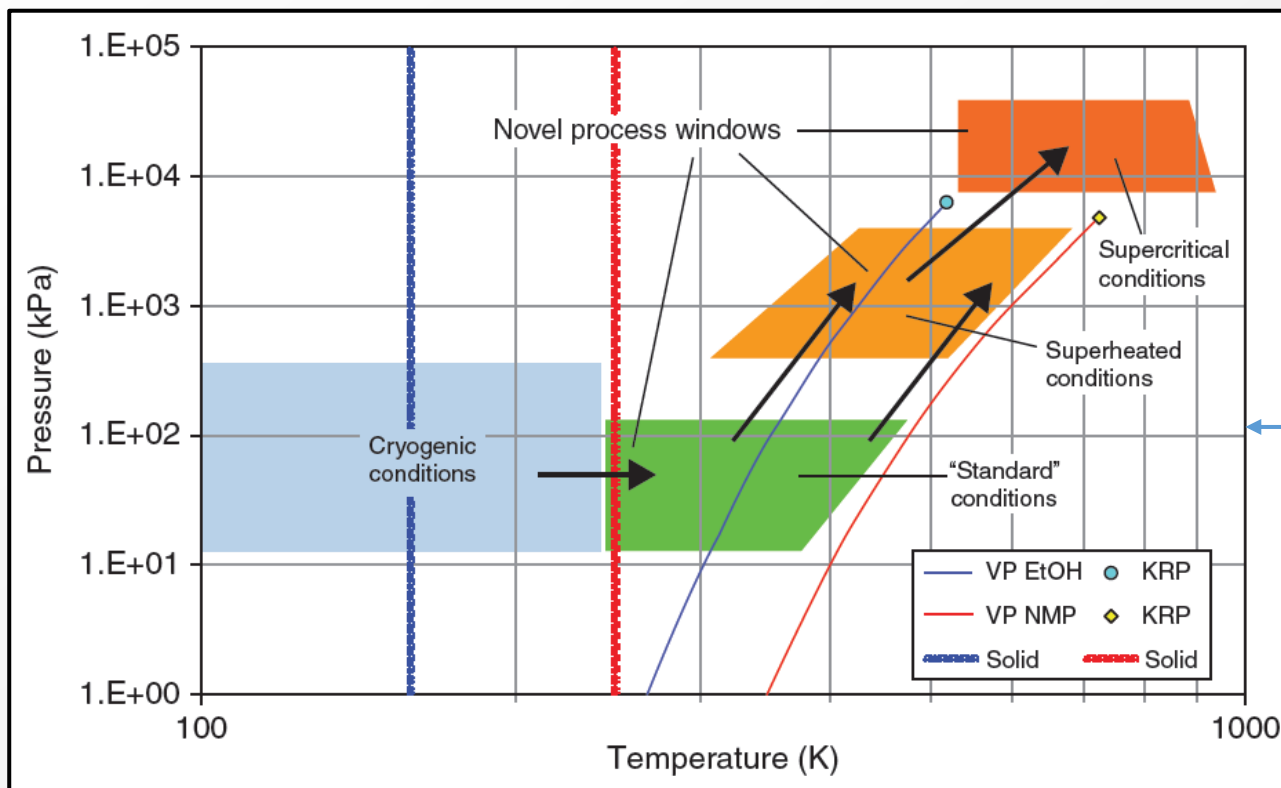 1.E+05
1.E+04
1.E+03
1.E+02
1.E+01
1.E+00
Pressure (kPa)
100
1000
Temperature (K)
Novel process windows
Supercritical
conditions
Superheated
conditions
Cryogenic
conditions
“Standard”
conditions
VP EtOH KRP
VP NMP KRP
Solid Solid